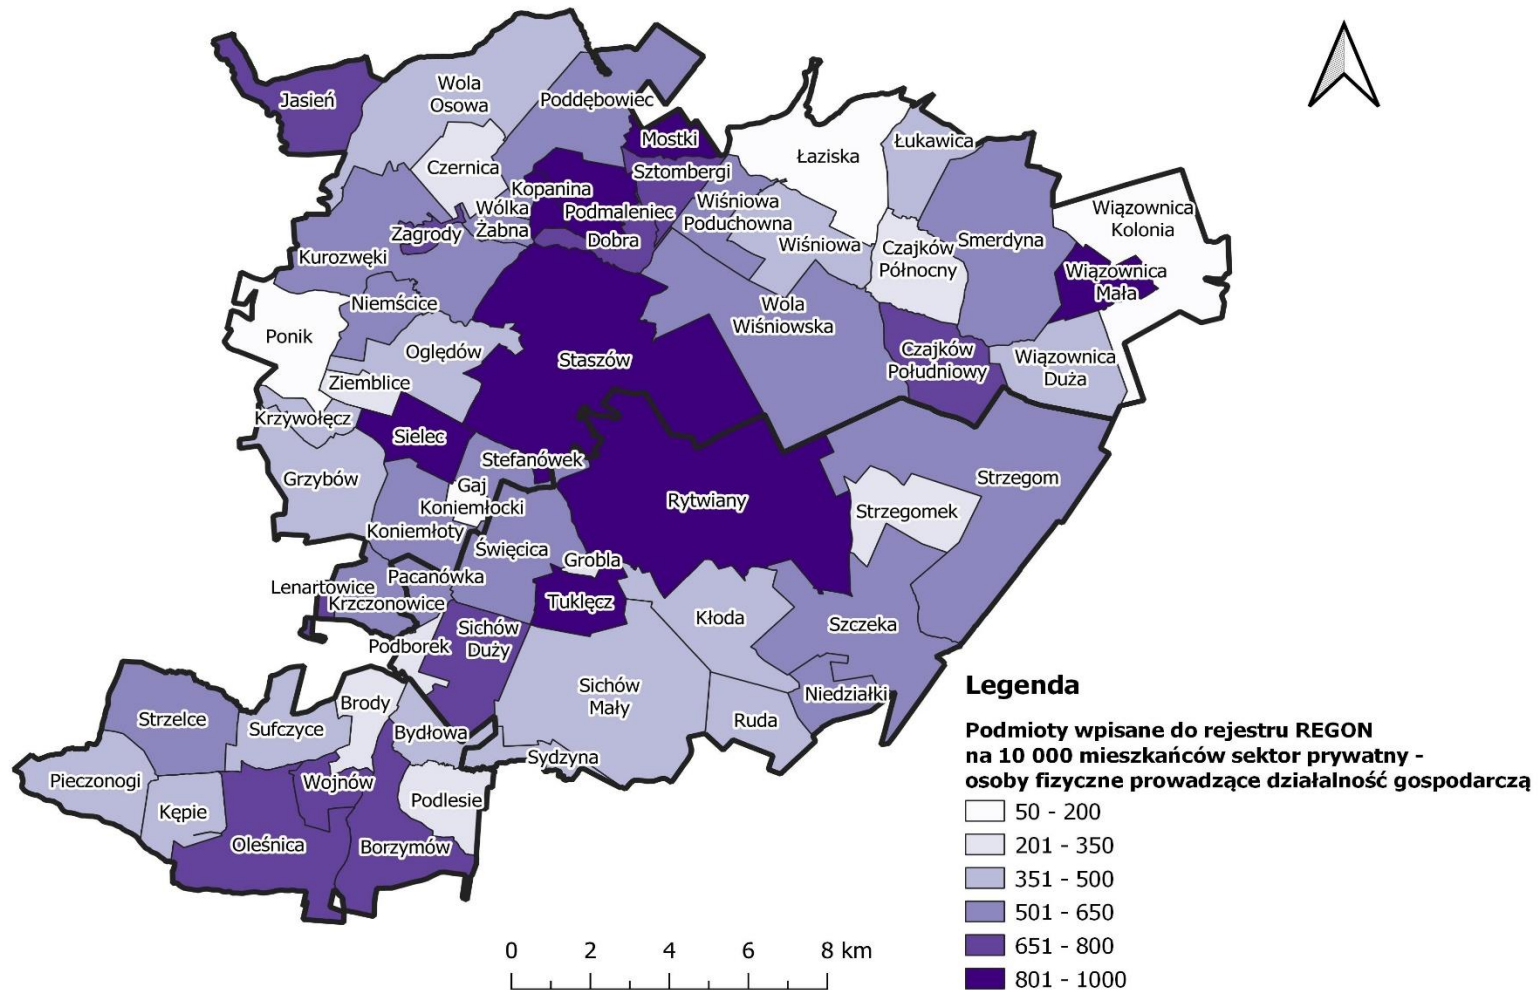 Jasień
Wola
Osowa
Poddębowiec
Mostki
Łaziska
Łukawica
Czernica
Sztombergi
Kopanina
Wólka
Żabna
Podmaleniec
Wiśniowa
Poduchowna
Wiązownica
Kolonia
Zagrody
Dobra
Wiśniowa
Czajków
Północny
Smerdyna
Kurozwęki
Wiązownica
Mała
Niemścice
Wola
Wiśniowska
Ponik
Oględów
Staszów
Czajków
Południowy
Wiązownica
Duża
Ziemblice
Krzywołęcz
Sielec
Stefanówek
Grzybów
Gaj
Koniemłocki
Rytwiany
Strzegom
Strzegomek
Koniemłoty
Święcica
Grobla
Pacanówka
Lenartowice
Krzczonowice
Tuklęcz
Kłoda
Szczeka
Podborek
Sichów
Duży
Sichów
Mały
Niedziałki
Ruda
Brody
Strzelce
Sufczyce
Bydłowa
Sydzyna
Pieczonogi
Wojnów
Kępie
Podlesie
Oleśnica
Borzymów
Legenda
Podmioty wpisane do rejestru REGON
na 10 000 mieszkańców sektor prywatny -
osoby fizyczne prowadzące działalność gospodarczą
50 - 200
201 - 350
351 - 500
501 - 650
651 - 800
801 - 1000
0 2 4 6 8 km